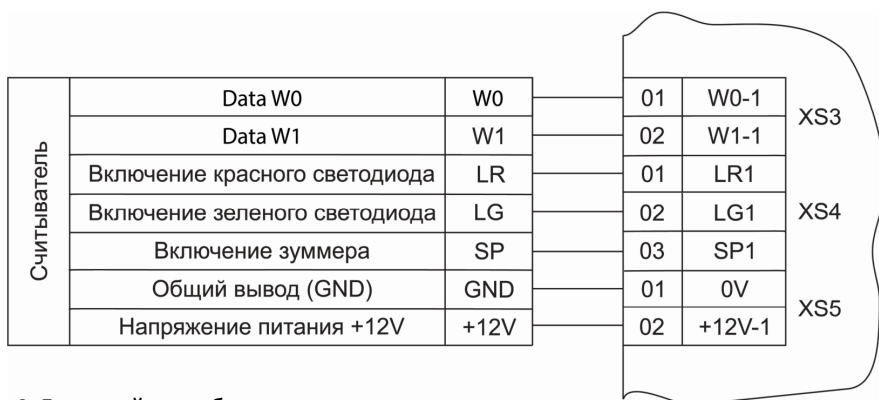 Считыватель
Data W0 W0 01 W0-1
Data W1 W1 02 W1-1
XS3
Включение красного светодиода LR 01 LR1
Включение зеленого светодиода LG 02 LG1 XS4
Включение зуммера SP 03 SP1
Общий вывод (GND) GND 01 0V
Напряжение питания +12V +12V 02 +12V-1
XS5